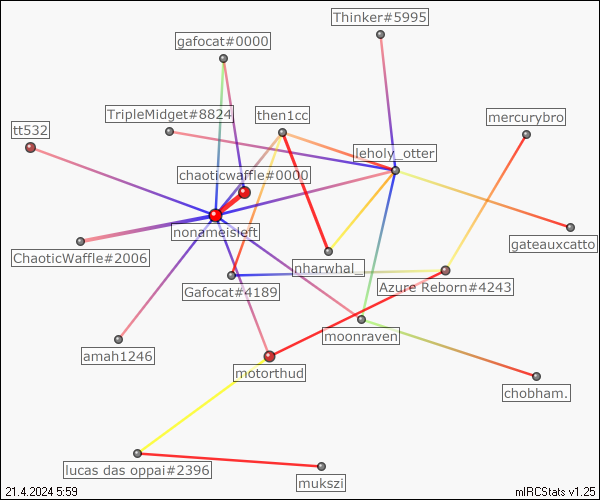 Thinker#5995
gafocat#0000
TripleMidget#8824
then1cc
mercurybro
tt532
leholy_otter
chaoticwaffle#0000
nonameisleft
ChaoticWaffle#2006
gateauxcatto
nharwhal_
Gafocat#4189
Azure Reborn#4243
moonraven
amah1246
motorthud
chobham.
lucas das oppai#2396
mukszi
21.4.2024 5:59
mIRCStats v1.25